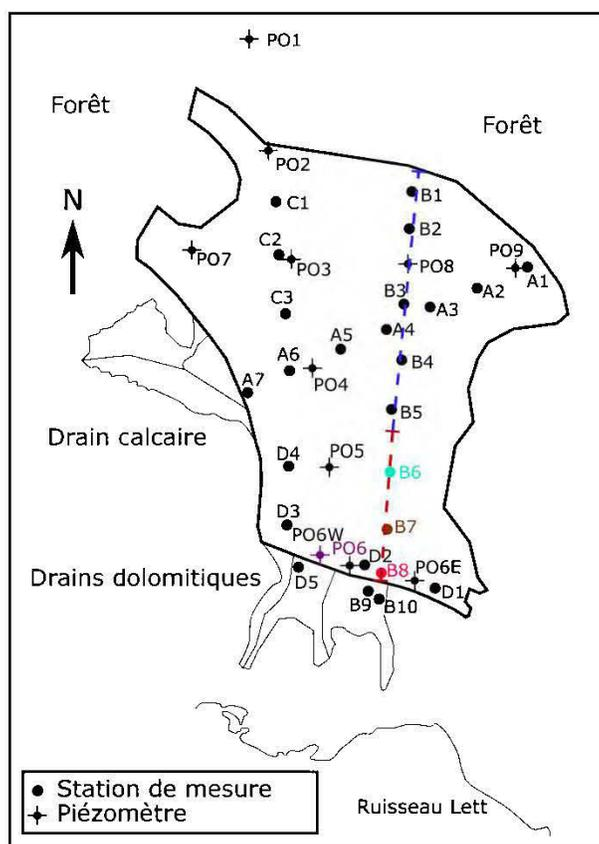 PO1
Forêt
Forêt
PO2
N
B1
C1
B2
C2
PO9
PO7
PO3
PO8
A1
A2
B3
A3
C3
A4
A5
A6
B4
PO4
A7
B5
Drain calcaire
D4
PO5
B6
D3
B7
PO6W
PO6
D2
PO6E
Drains dolomitiques
B8
D5
D1
B9
B10
Station de mesure
Piézomètre
Ruisseau Lett